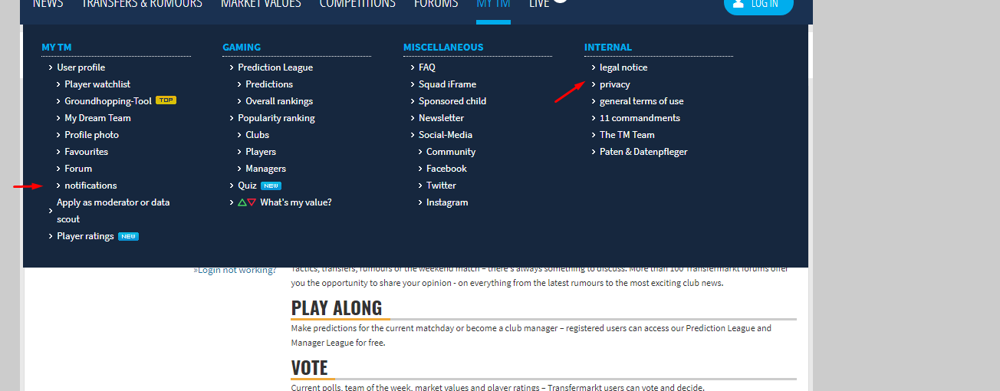 NEWS TRANSFERS & RUMOURS MARKET VALUES COMPETITIONS FORUMS MY TM LIVE LOG IN
MY TM
User profile
Player watchlist
Groundhopping-Tool TOP
My Dream Team
Profile photo
Favourites
Forum
notifications
Apply as moderator or data
scout
Player ratings NEW
GAMING
Prediction League
Predictions
Overall rankings
Popularity ranking
Clubs
Players
Managers
Quiz NEW
What's my value?
MISCELLANEOUS
FAQ
Squad iFrame
Sponsored child
Newsletter
Social-Media
Community
Facebook
Twitter
Instagram
INTERNAL
legal notice
privacy
general terms of use
11 commandments
The TM Team
Paten & Datenpfleger
»Login not working?
Tactics, transfers, rumours or the weekend match – there's always something to discuss. More than 100 Transfermarkt forums offer
you the opportunity to share your opinion - on everything from the latest rumours to the most exciting club news.
PLAY ALONG
Make predictions for the current matchday or become a club manager – registered users can access our Prediction League and
Manager League for free.
VOTE
Current polls, team of the week, market values and player ratings – Transfermarkt users can vote and decide.